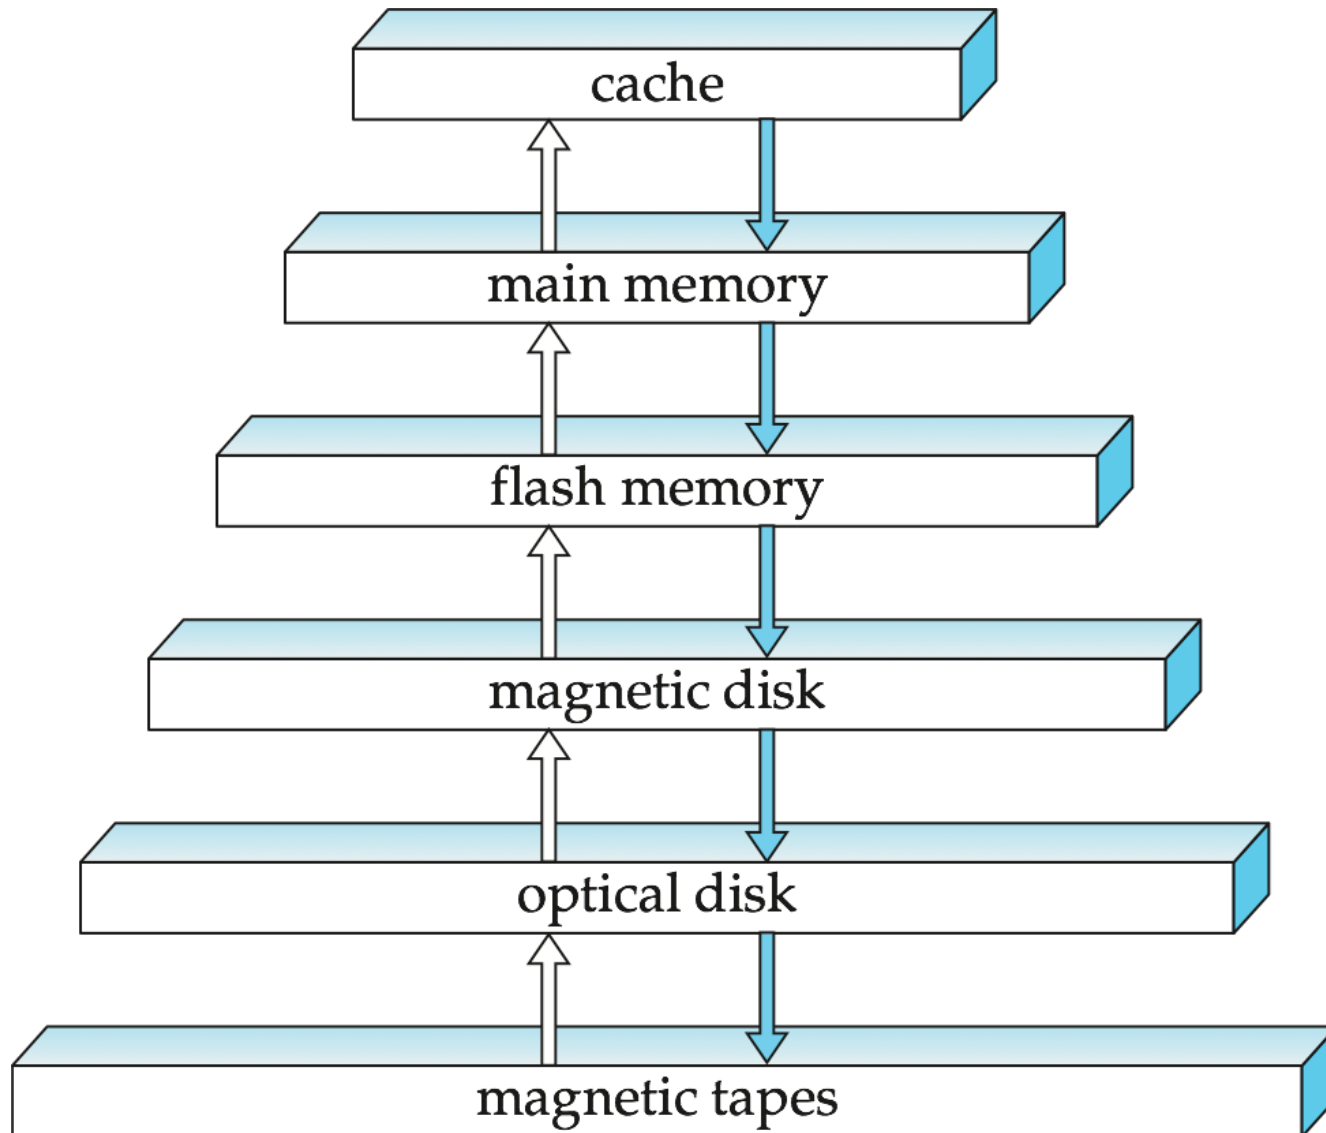 cache
main memory
flash memory
magnetic disk
optical disk
magnetic tapes